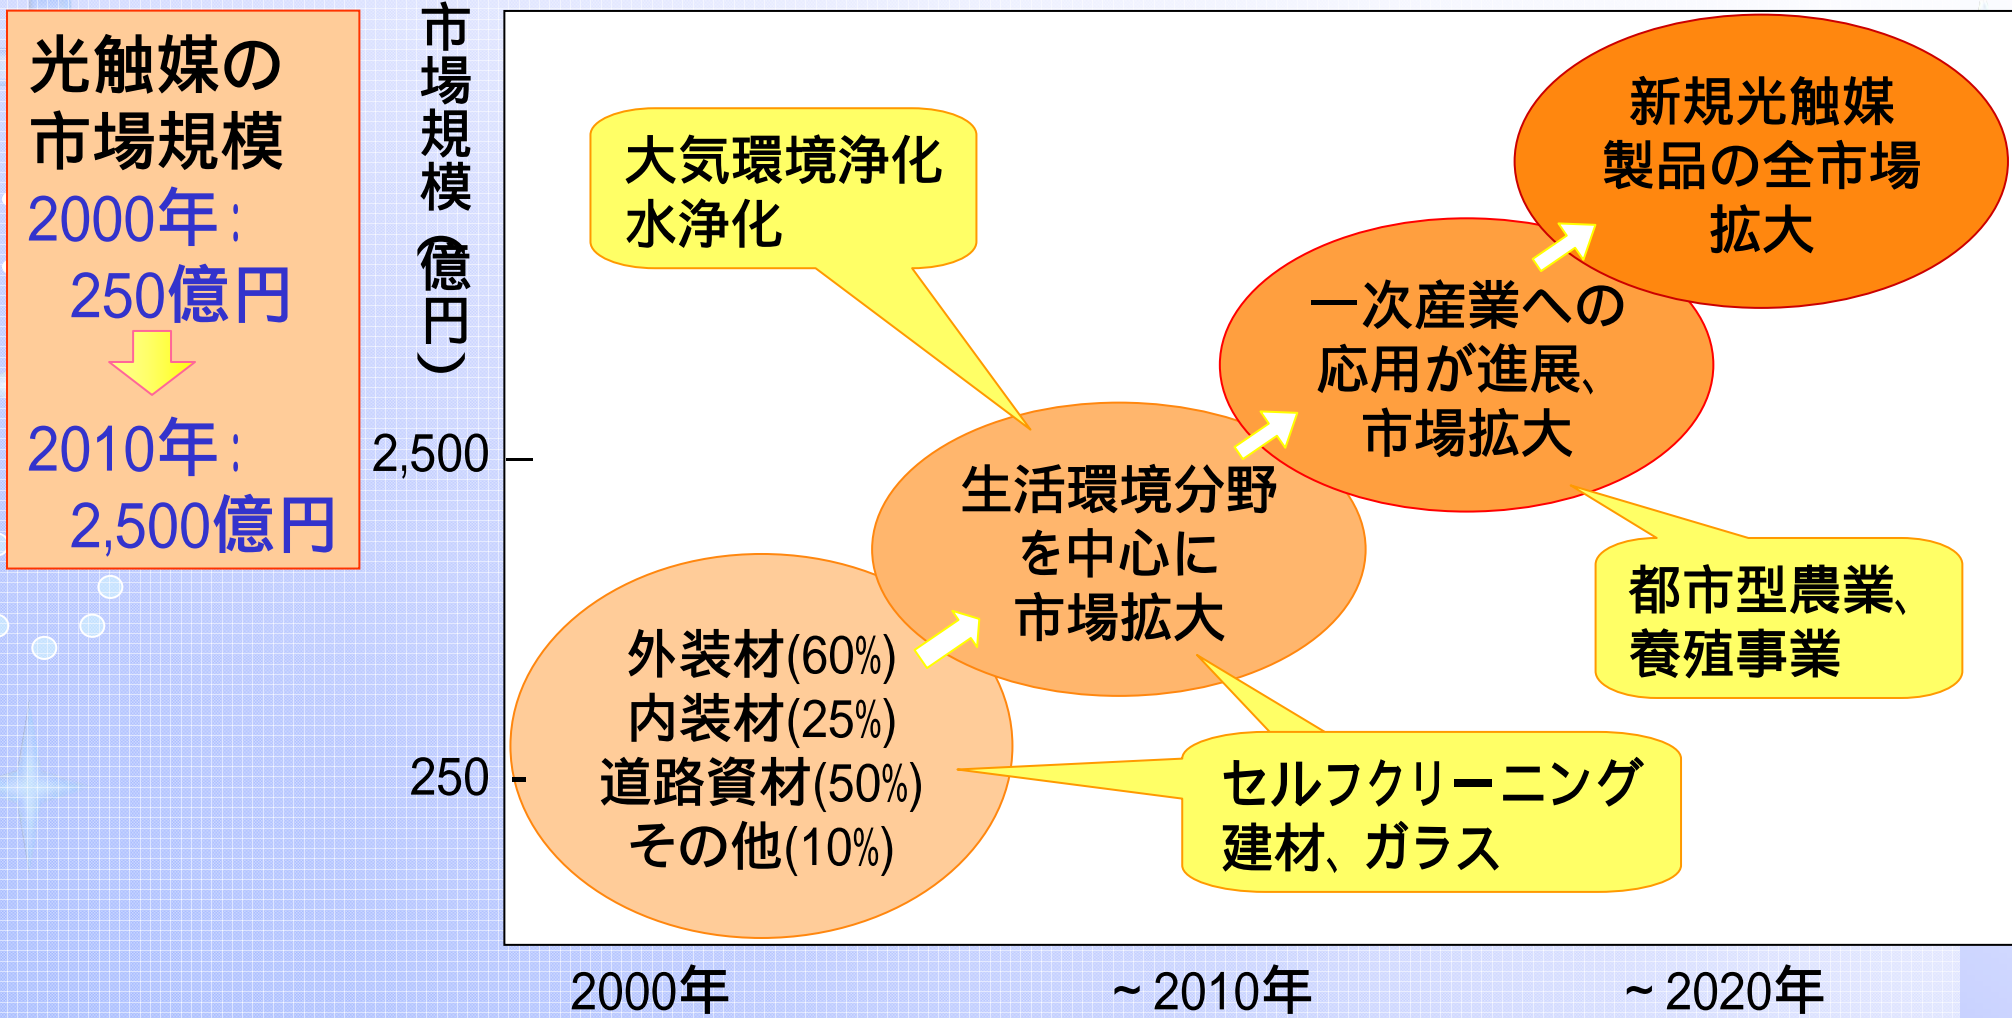 光触媒の
市場規模
2000年：
250億円
2010年：
2,500億円
市場規模（億円）
2,500
250
大気環境浄化
水浄化
新規光触媒
製品の全市場
拡大
一次産業への
応用が進展、
市場拡大
生活環境分野
を中心に
市場拡大
都市型農業、
養殖事業
外装材(60%)
内装材(25%)
道路資材(50%)
その他(10%)
セルフクリーニング
建材、ガラス
2000年
~ 2010年
~ 2020年